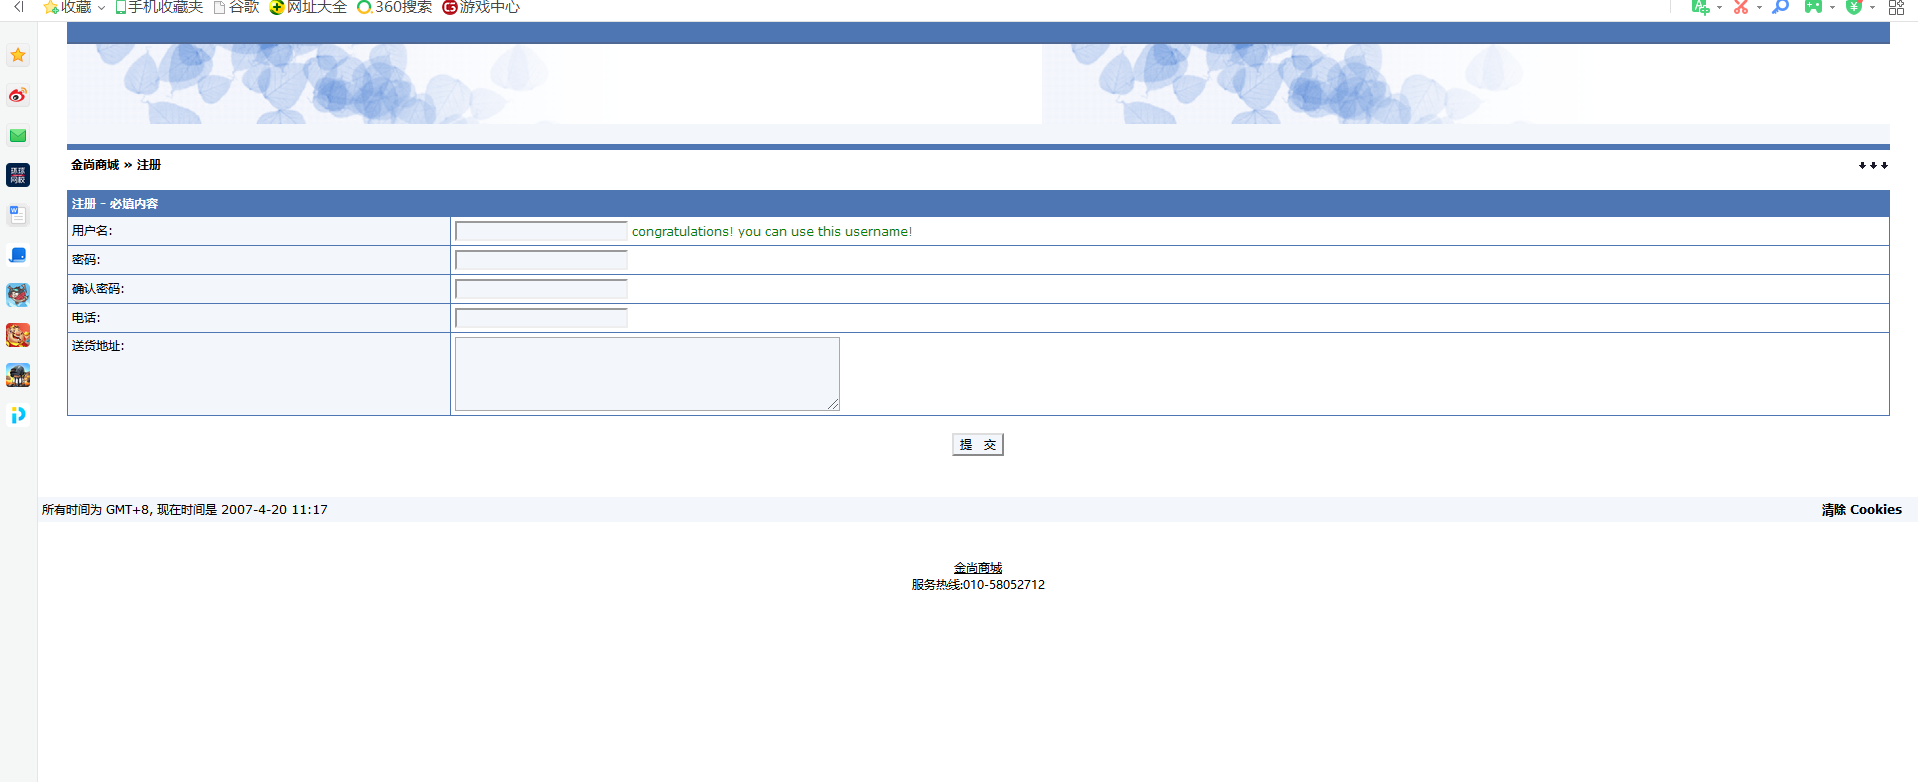 收藏 手机收藏夹 谷歌 网址大全 360搜索 游戏中心
金尚商城 » 注册
注册 - 必填内容
用户名: congratulations! you can use this username!
密码:
确认密码:
电话:
送货地址:
提 交
所有时间为 GMT+8, 现在时间是 2007-4-20 11:17 清除 Cookies
金尚商城
服务热线:010-58052712